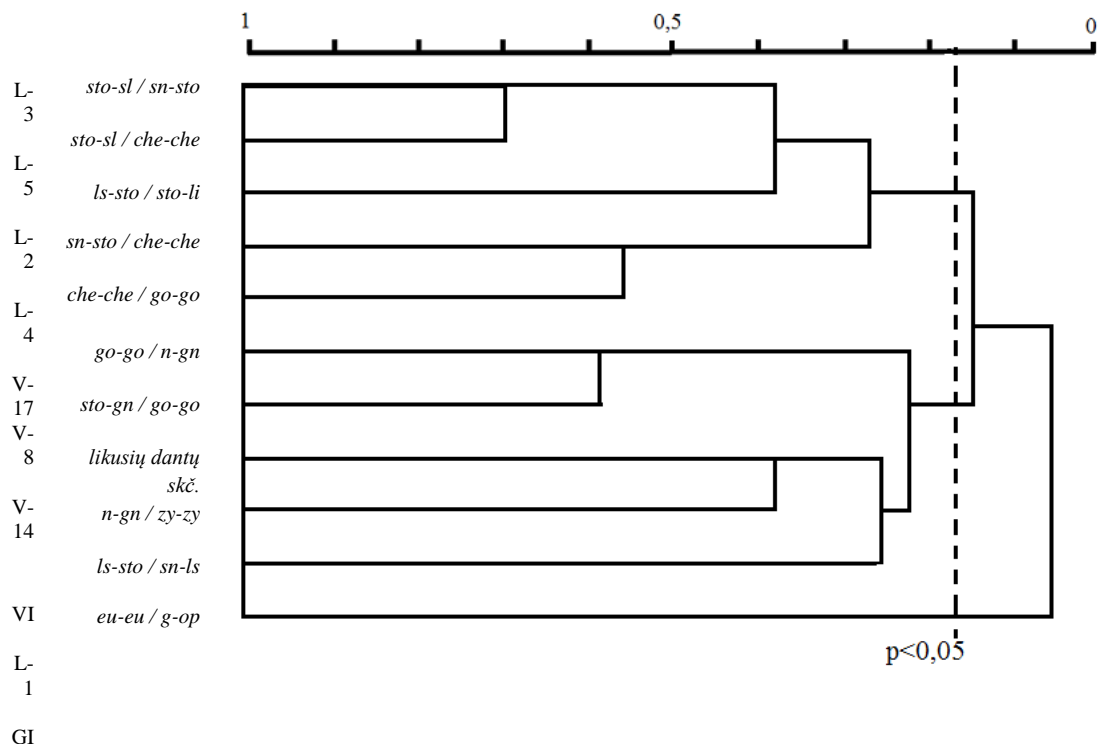 1 0,5 0
L-
3
sto-sl / sn-sto
sto-sl / che-che
L-
5
ls-sto / sto-li
L-
2
sn-sto / che-che
che-che / go-go
L-
4
go-go / n-gn
V-
17
sto-gn / go-go
V-
8
likusių dantų
skč.
V-
14
n-gn / zy-zy
ls-sto / sn-ls
VI
eu-eu / g-op
p<0,05
L-
1
GI